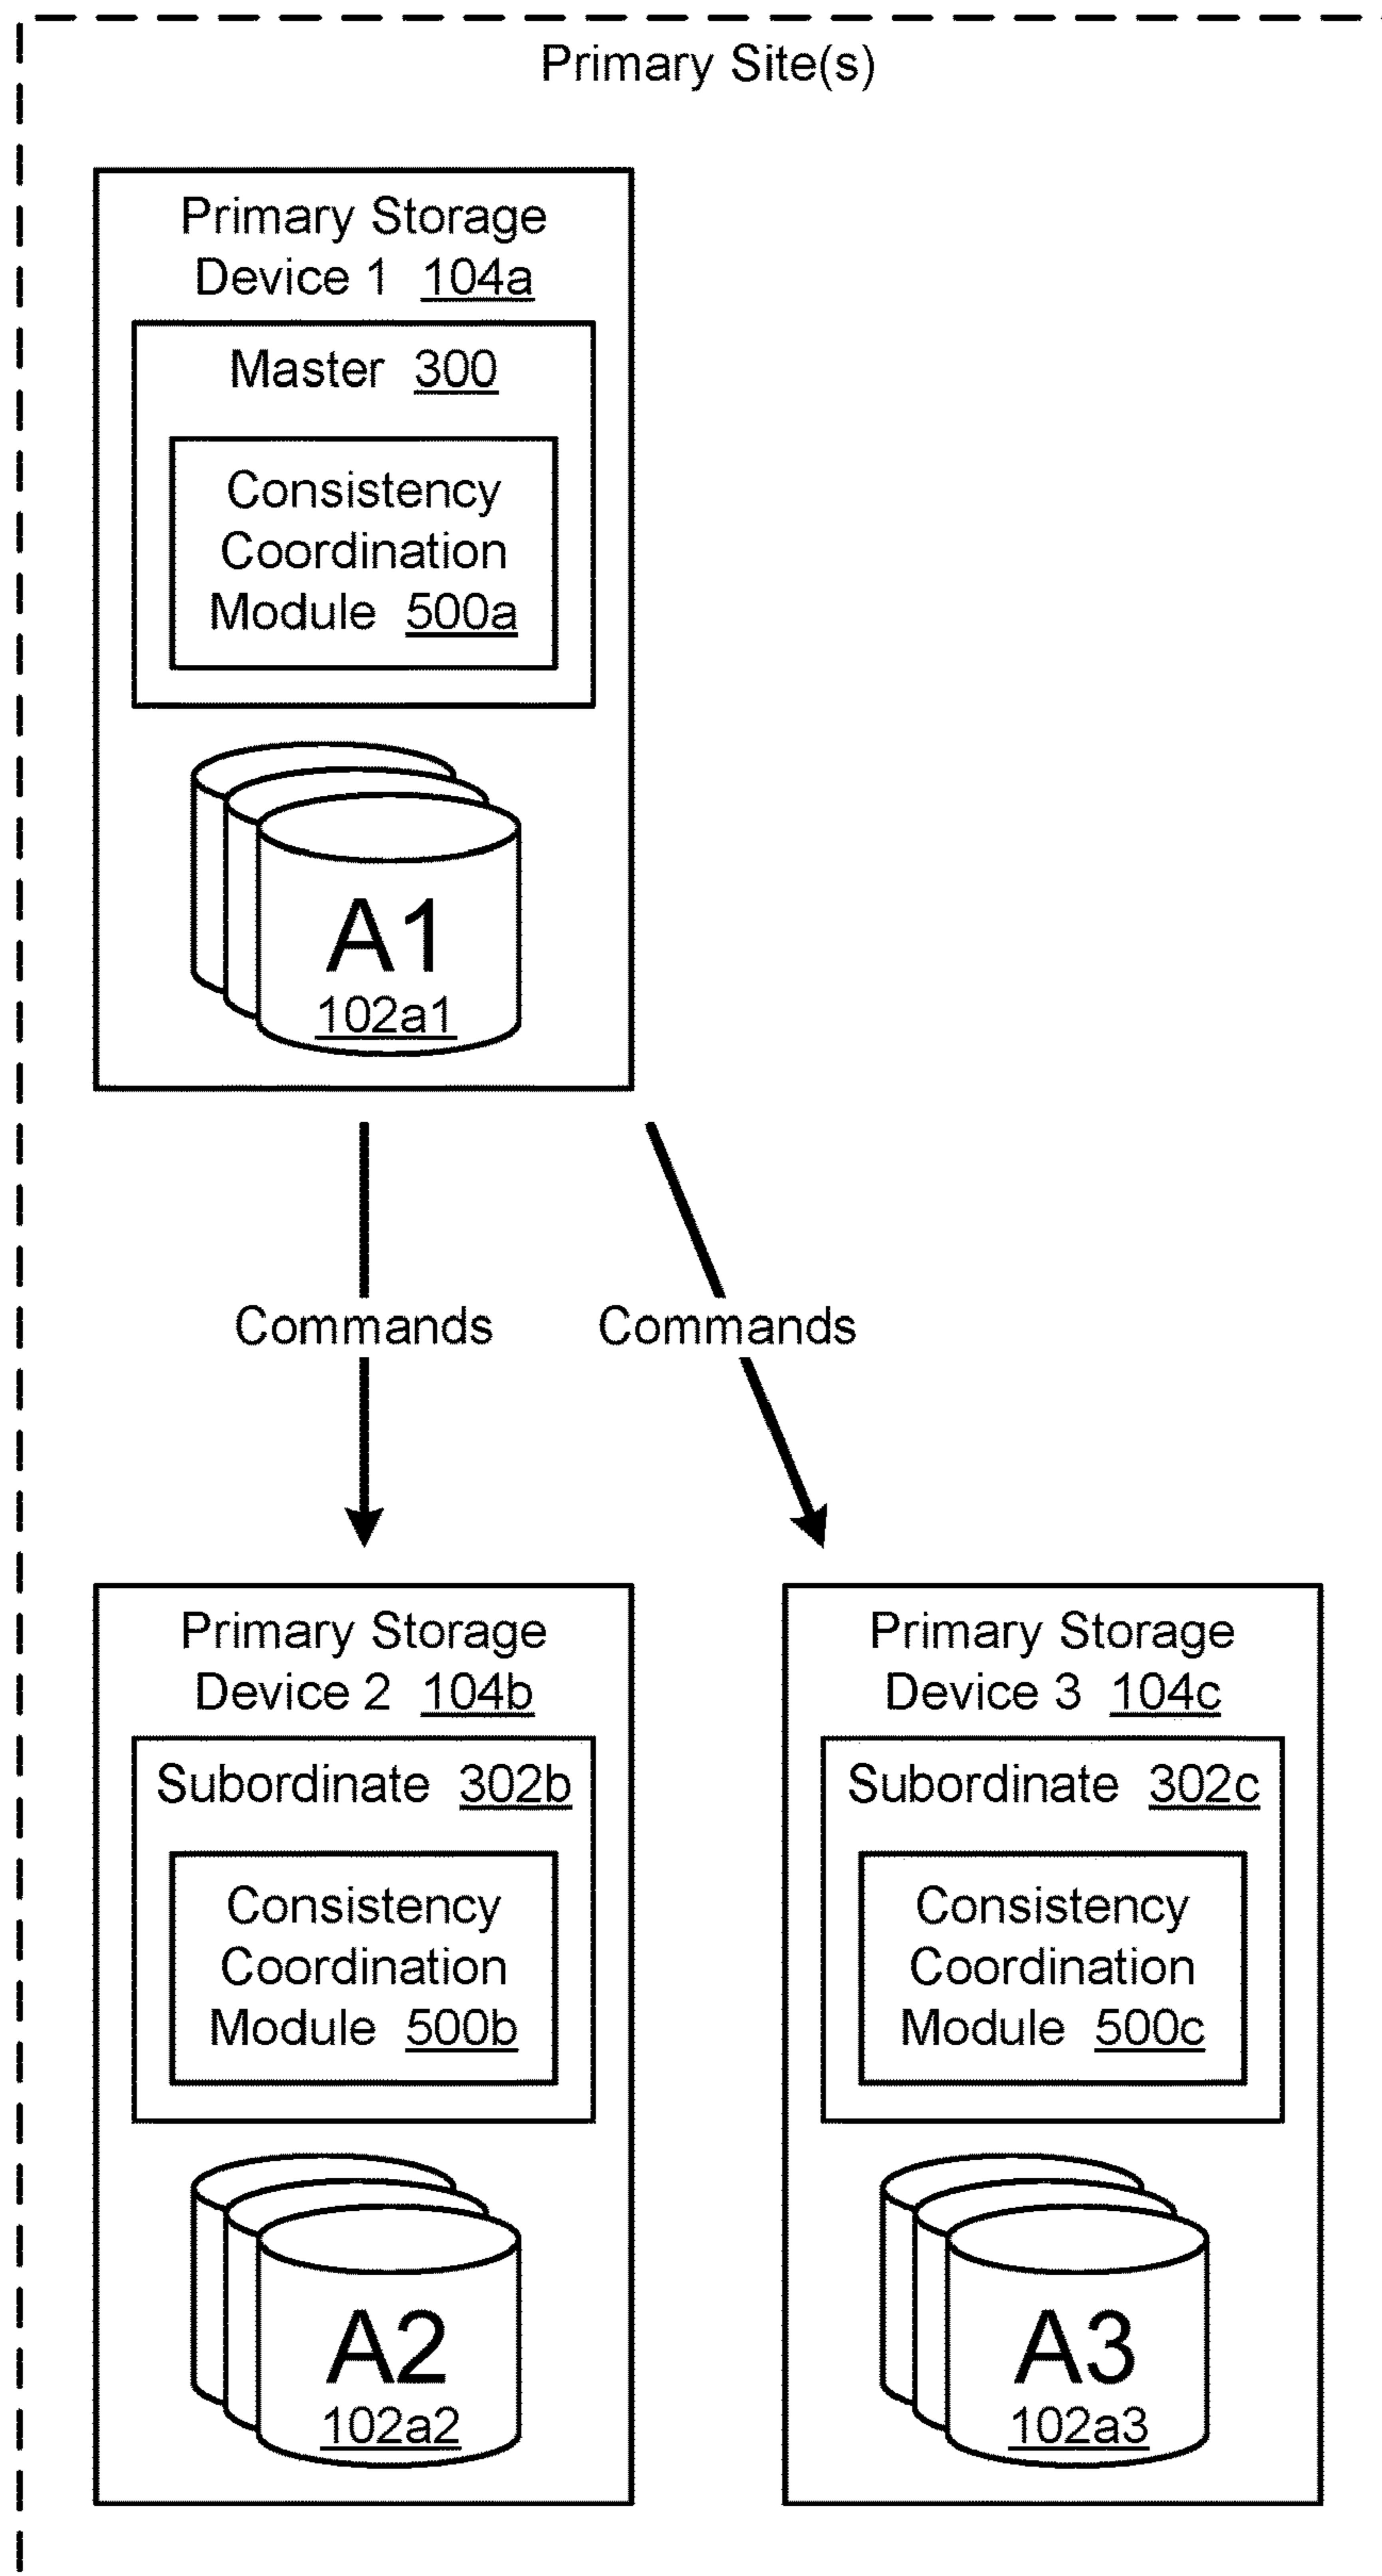 Primary Site(s)
Primary Storage
Device 1 104a
Master 300
Consistency
Coordination
Module 500a
A1
102a1
Commands
Commands
Primary Storage
Device 2 104b
Subordinate 302b
Consistency
Coordination
Module 500b
A2
102a2
Primary Storage
Device 3 104c
Subordinate 302c
Consistency
Coordination
Module 500c
A3
102a3